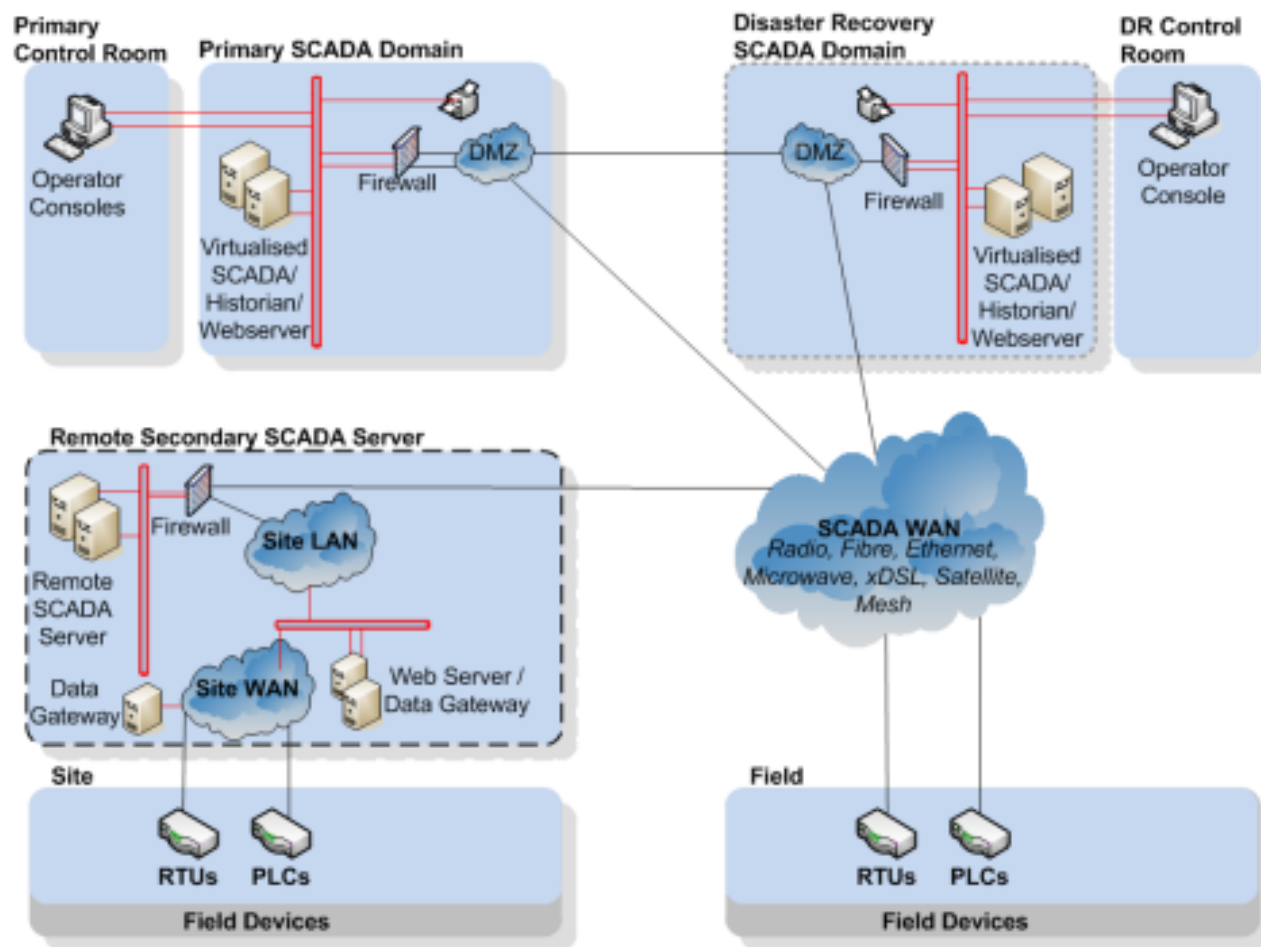 Primary
Control Room
Primary SCADA Domain
Disaster Recovery
SCADA Domain
DR Control
Room
Operator
Consoles
Firewall
DMZ
Virtualised
SCADA/
Historian/
Webserver
DMZ
Firewall
Virtualised
SCADA/
Historian/
Webserver
Operator
Console
Remote Secondary SCADA Server
Firewall
Site LAN
Remote
SCADA
Server
Data
Gateway
Site WAN
Web Server /
Data Gateway
SCADA WAN
Radio, Fibre, Ethernet,
Microwave, xDSL, Satellite,
Mesh
Site
RTUs
PLCs
Field Devices
Field
RTUs
PLCs
Field Devices